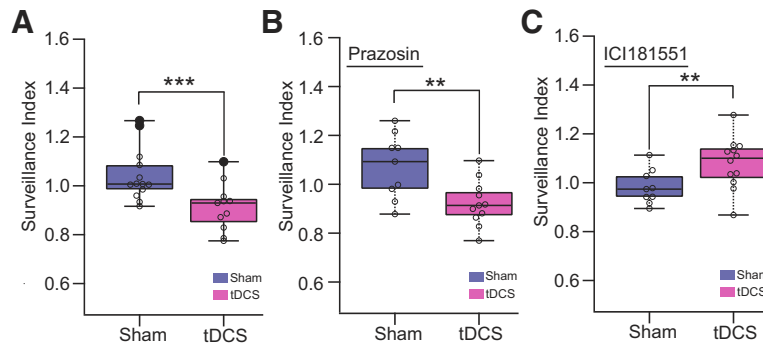 A
Surveillance Index
1.6
1.4
1.2
1.0
0.8
0.6
***
Sham
tDCS
Sham
tDCS
B
Prazosin
Surveillance Index
1.6
1.4
1.2
1.0
0.8
0.6
**
Sham
tDCS
Sham
tDCS
C
ICI181551
Surveillance Index
1.6
1.4
1.2
1.0
0.8
0.6
**
Sham
tDCS
Sham
tDCS